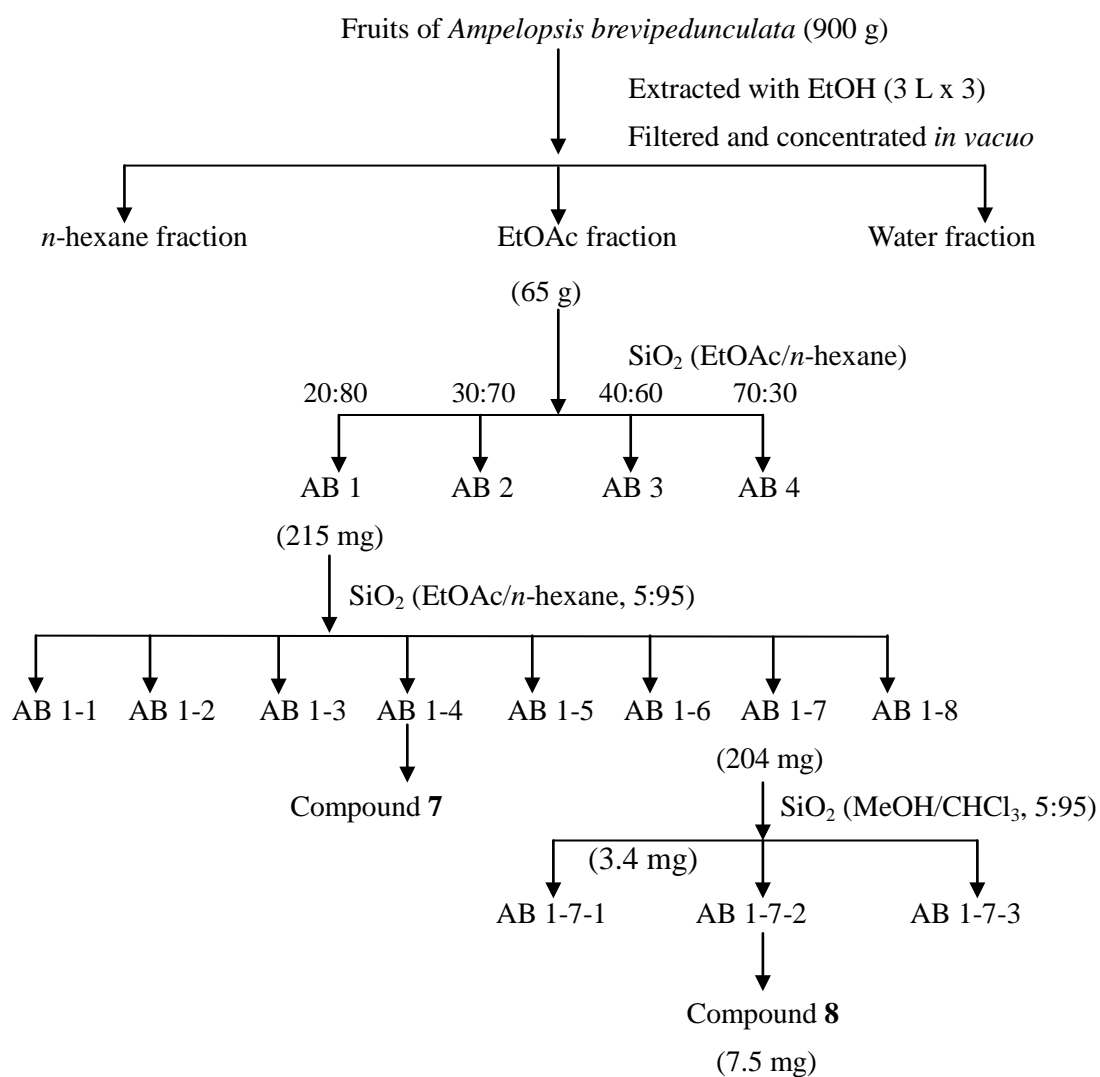 Fruits of Ampelopsis brevipedunculata (900 g)
Extracted with EtOH (3 L x 3)
Filtered and concentrated in vacuo
n-hexane fraction EtOAc fraction Water fraction
(65 g)
SiO₂ (EtOAc/n-hexane)
20:80 30:70 40:60 70:30
AB 1 AB 2 AB 3 AB 4
(215 mg)
SiO₂ (EtOAc/n-hexane, 5:95)
AB 1-1 AB 1-2 AB 1-3 AB 1-4 AB 1-5 AB 1-6 AB 1-7 AB 1-8
(204 mg)
Compound 7
SiO₂ (MeOH/CHCl₃, 5:95)
(3.4 mg)
AB 1-7-1 AB 1-7-2 AB 1-7-3
Compound 8
(7.5 mg)